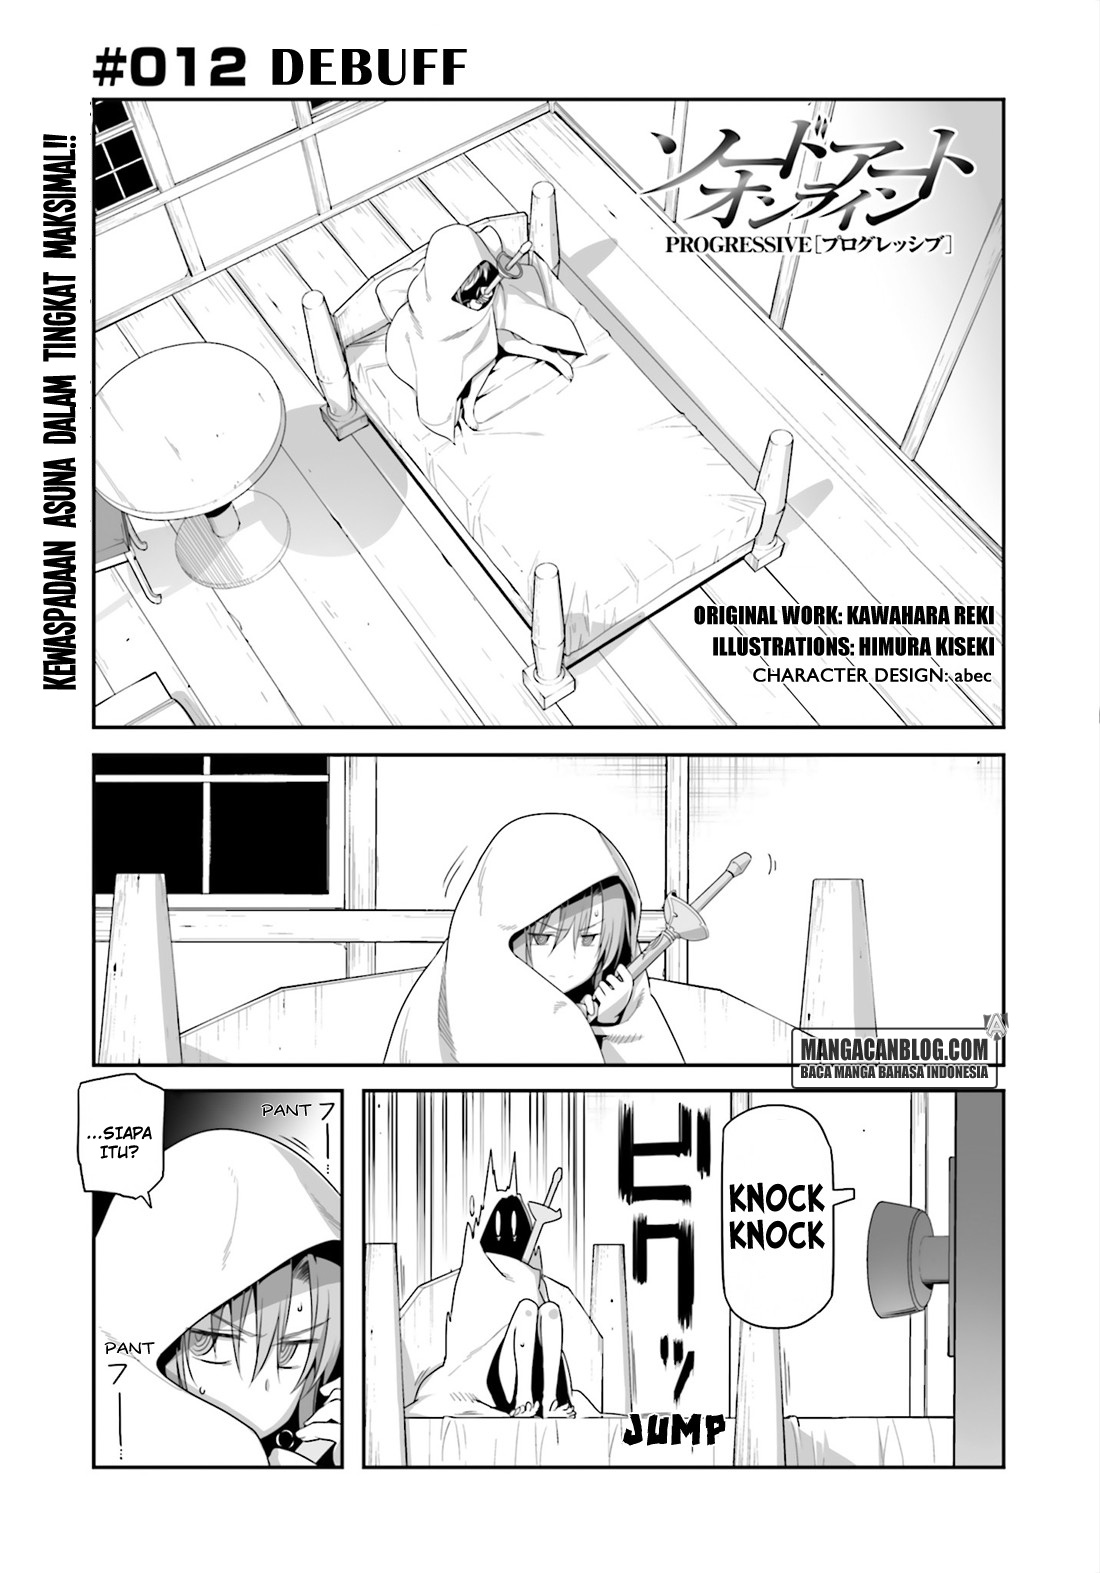 #012 DEBUFF
KEWASPADAAN ASUNA DALAM TINGKAT MAKSIMAL!!
ソードアート
オンライン
PROGRESSIVE［プログレッシブ］
ORIGINAL WORK: KAWAHARA REKI
ILLUSTRATIONS: HIMURA KISEKI
CHARACTER DESIGN: abec
MANGACANBLOG.COM
BACA MANGA BAHASA INDONESIA
KNOCK
KNOCK
ビクッ
JUMP
...SIAPA
ITU?
PANT
PANT